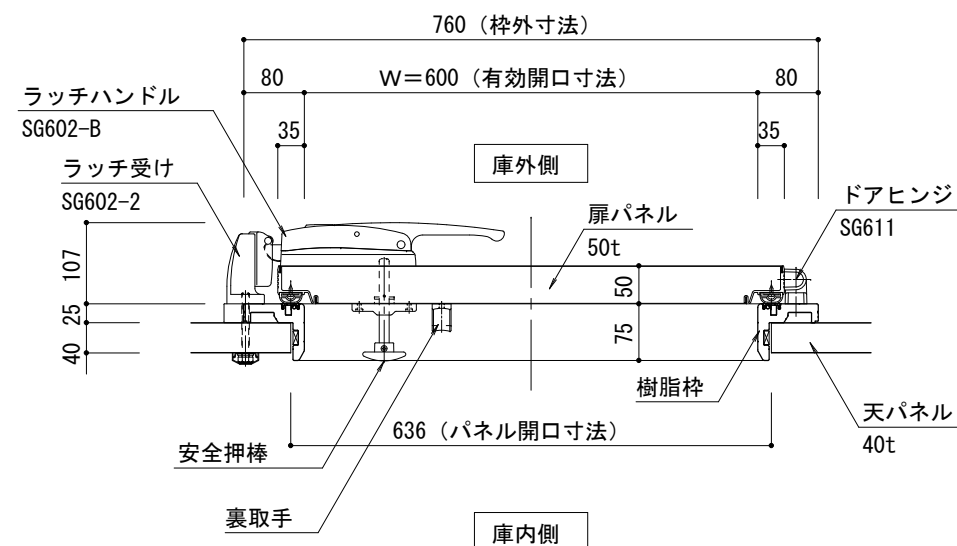 760（枠外寸法）
80
W＝600（有効開口寸法）
80
ラッチハンドル
SG602-B
35
35
庫外側
ラッチ受け
SG602-2
ドアヒンジ
SG611
扉パネル
50t
107
50
25
75
40
樹脂枠
天パネル
40t
636（パネル開口寸法）
安全押棒
裏取手
庫内側